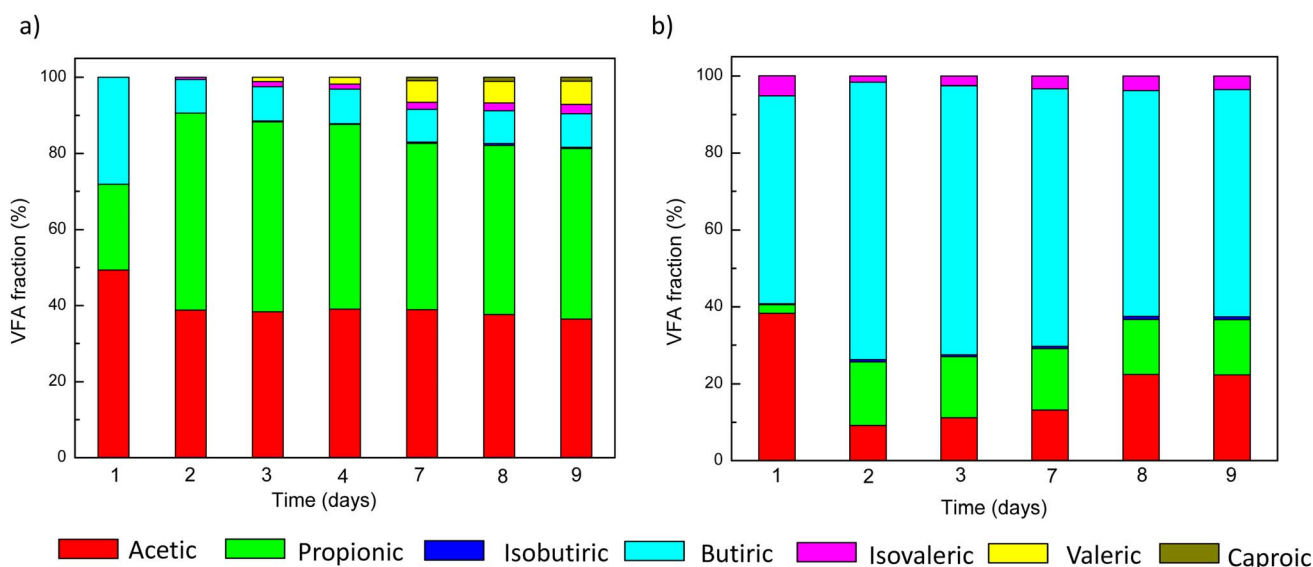 a)
VFA fraction (%)
100
80
60
40
20
0
1 2 3 4 7 8 9
Time (days)
b)
VFA fraction (%)
100
80
60
40
20
0
1 2 3 7 8 9
Time (days)
Acetic Propionic Isobutiric Butiric Isovaleric Valeric Caproic